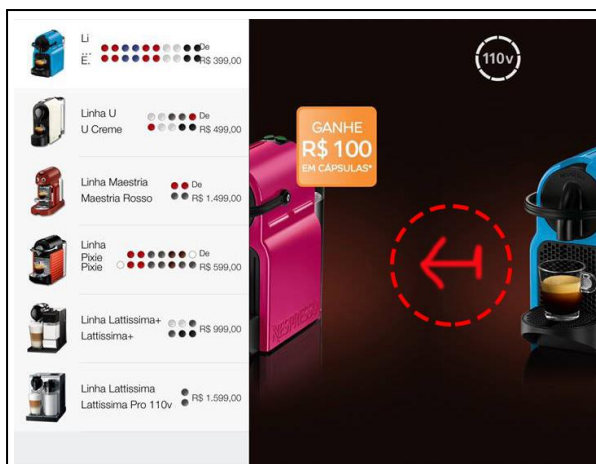 Li
...
E.
De
R$ 399,00
Linha U
U Creme
De
R$ 499,00
Linha Maestria
Maestria Rosso
De
R$ 1.499,00
Linha
Pixie
Pixie
De
R$ 599,00
Linha Lattissima+
Lattissima+
R$ 999,00
Linha Lattissima
Lattissima Pro 110v
R$ 1.599,00
110v
GANHE
R$ 100
EM CÁPSULAS*
NESPRESSO